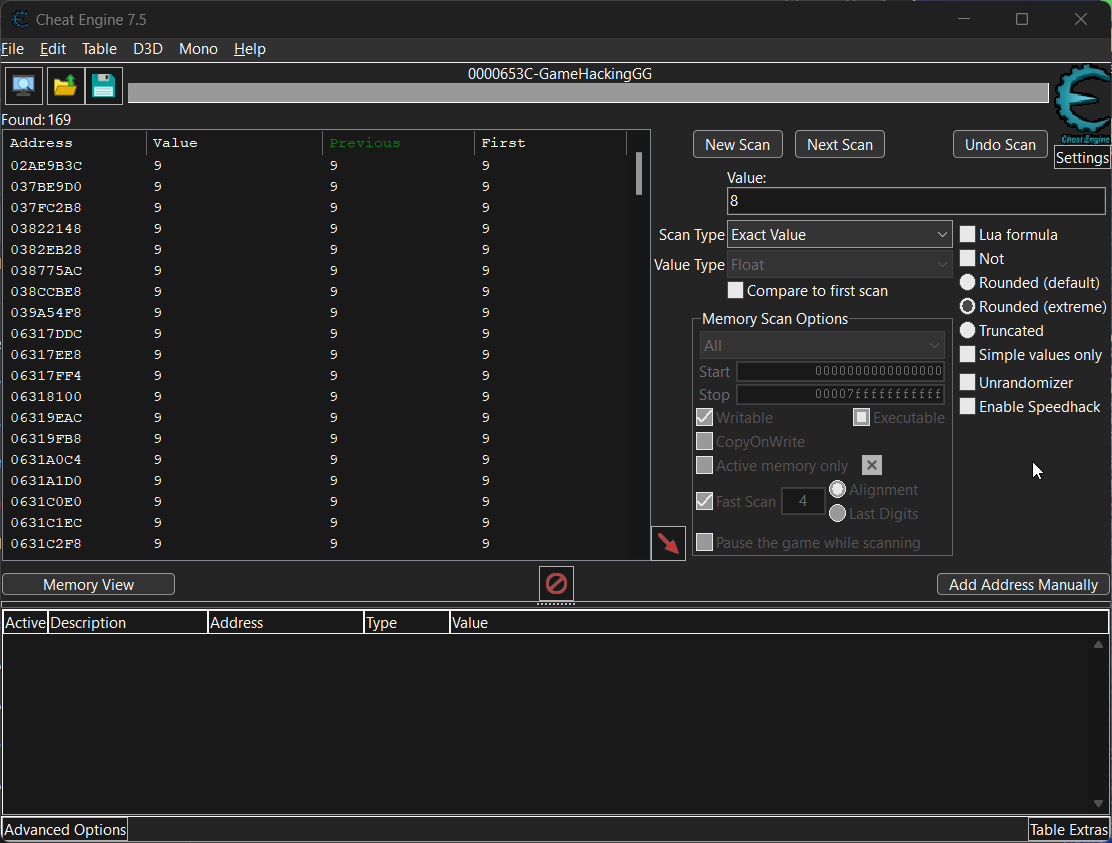 Cheat Engine 7.5
File Edit Table D3D Mono Help
0000653C-GameHackingGG
Found: 169
Address Value Previous First
02AE9B3C 9 9 9
037BE9D0 9 9 9
037FC2B8 9 9 9
03822148 9 9 9
0382EB28 9 9 9
038775AC 9 9 9
038CCBE8 9 9 9
039A54F8 9 9 9
06317DDC 9 9 9
06317EE8 9 9 9
06317FF4 9 9 9
06318100 9 9 9
06319EAC 9 9 9
06319FB8 9 9 9
0631A0C4 9 9 9
0631A1D0 9 9 9
0631C0E0 9 9 9
0631C1EC 9 9 9
0631C2F8 9 9 9
New Scan Next Scan Undo Scan
Cheat Engine
Settings
Value:
8
Scan Type Exact Value
Value Type Float
Compare to first scan
Lua formula
Not
Rounded (default)
Rounded (extreme)
Truncated
Simple values only
Unrandomizer
Enable Speedhack
Memory Scan Options
All
Start 0000000000000000
Stop 00007fffffffffff
Writable Executable
CopyOnWrite
Active memory only
Fast Scan 4 Alignment
Last Digits
Pause the game while scanning
Memory View Add Address Manually
Active Description Address Type Value
Advanced Options Table Extras